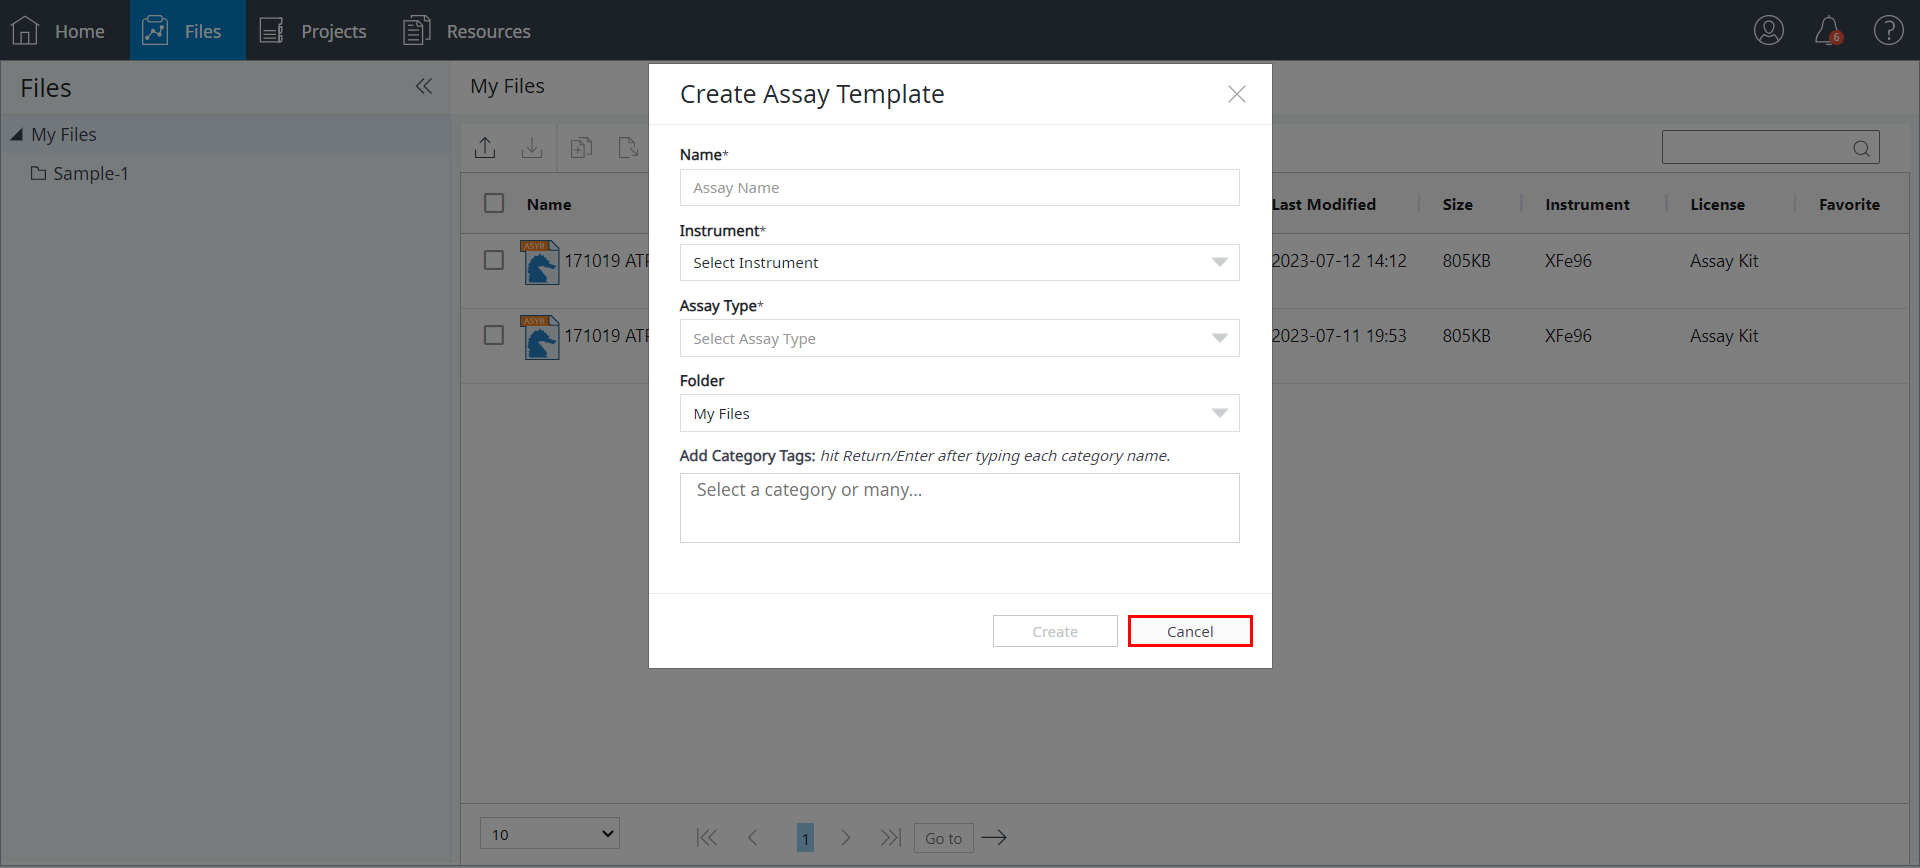 Home
Files
Projects
Resources
6
?
Files
My Files
Sample-1
My Files
Name
Last Modified
Size
Instrument
License
Favorite
ASYR
171019
2023-07-12 14:12
805KB
XFe96
Assay Kit
ASYR
171019
2023-07-11 19:53
805KB
XFe96
Assay Kit
Create Assay Template
Name*
Assay Name
Instrument*
Select Instrument
Assay Type*
Select Assay Type
Folder
My Files
Add Category Tags: hit Return/Enter after typing each category name.
Select a category or many...
Create
Cancel
10
1
Go to